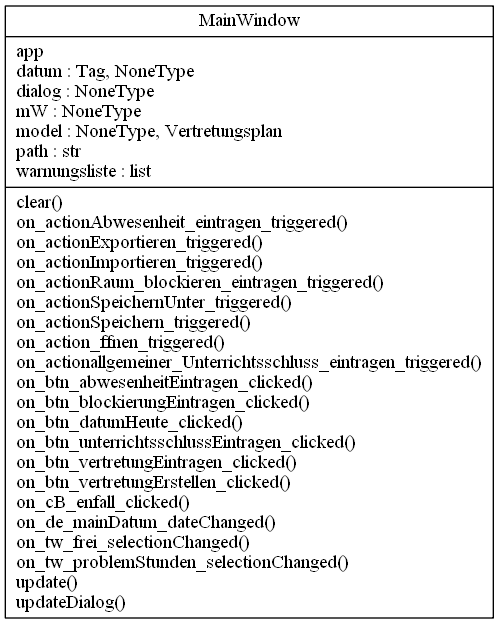 MainWindow
app
datum : Tag, NoneType
dialog : NoneType
mW : NoneType
model : NoneType, Vertretungsplan
path : str
warnungsliste : list
clear()
on_actionAbwesenheit_eintragen_triggered()
on_actionExportieren_triggered()
on_actionImportieren_triggered()
on_actionRaum_blockieren_eintragen_triggered()
on_actionSpeichernUnter_triggered()
on_actionSpeichern_triggered()
on_action_ffnen_triggered()
on_actionallgemeiner_Unterrichtsschluss_eintragen_triggered()
on_btn_abwesenheitEintragen_clicked()
on_btn_blockierungEintragen_clicked()
on_btn_datumHeute_clicked()
on_btn_unterrichtsschlussEintragen_clicked()
on_btn_vertretungEintragen_clicked()
on_btn_vertretungErstellen_clicked()
on_cB_enfall_clicked()
on_de_mainDatum_dateChanged()
on_tw_frei_selectionChanged()
on_tw_problemStunden_selectionChanged()
update()
updateDialog()